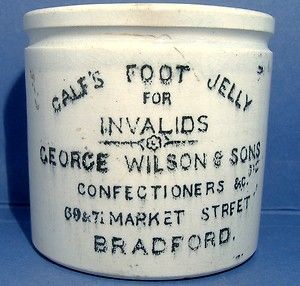 CALF'S FOOT JELLY
FOR
INVALIDS
GEORGE WILSON & SONS
CONFECTIONERS &C.
69 & 71 MARKET STREET
BRADFORD.